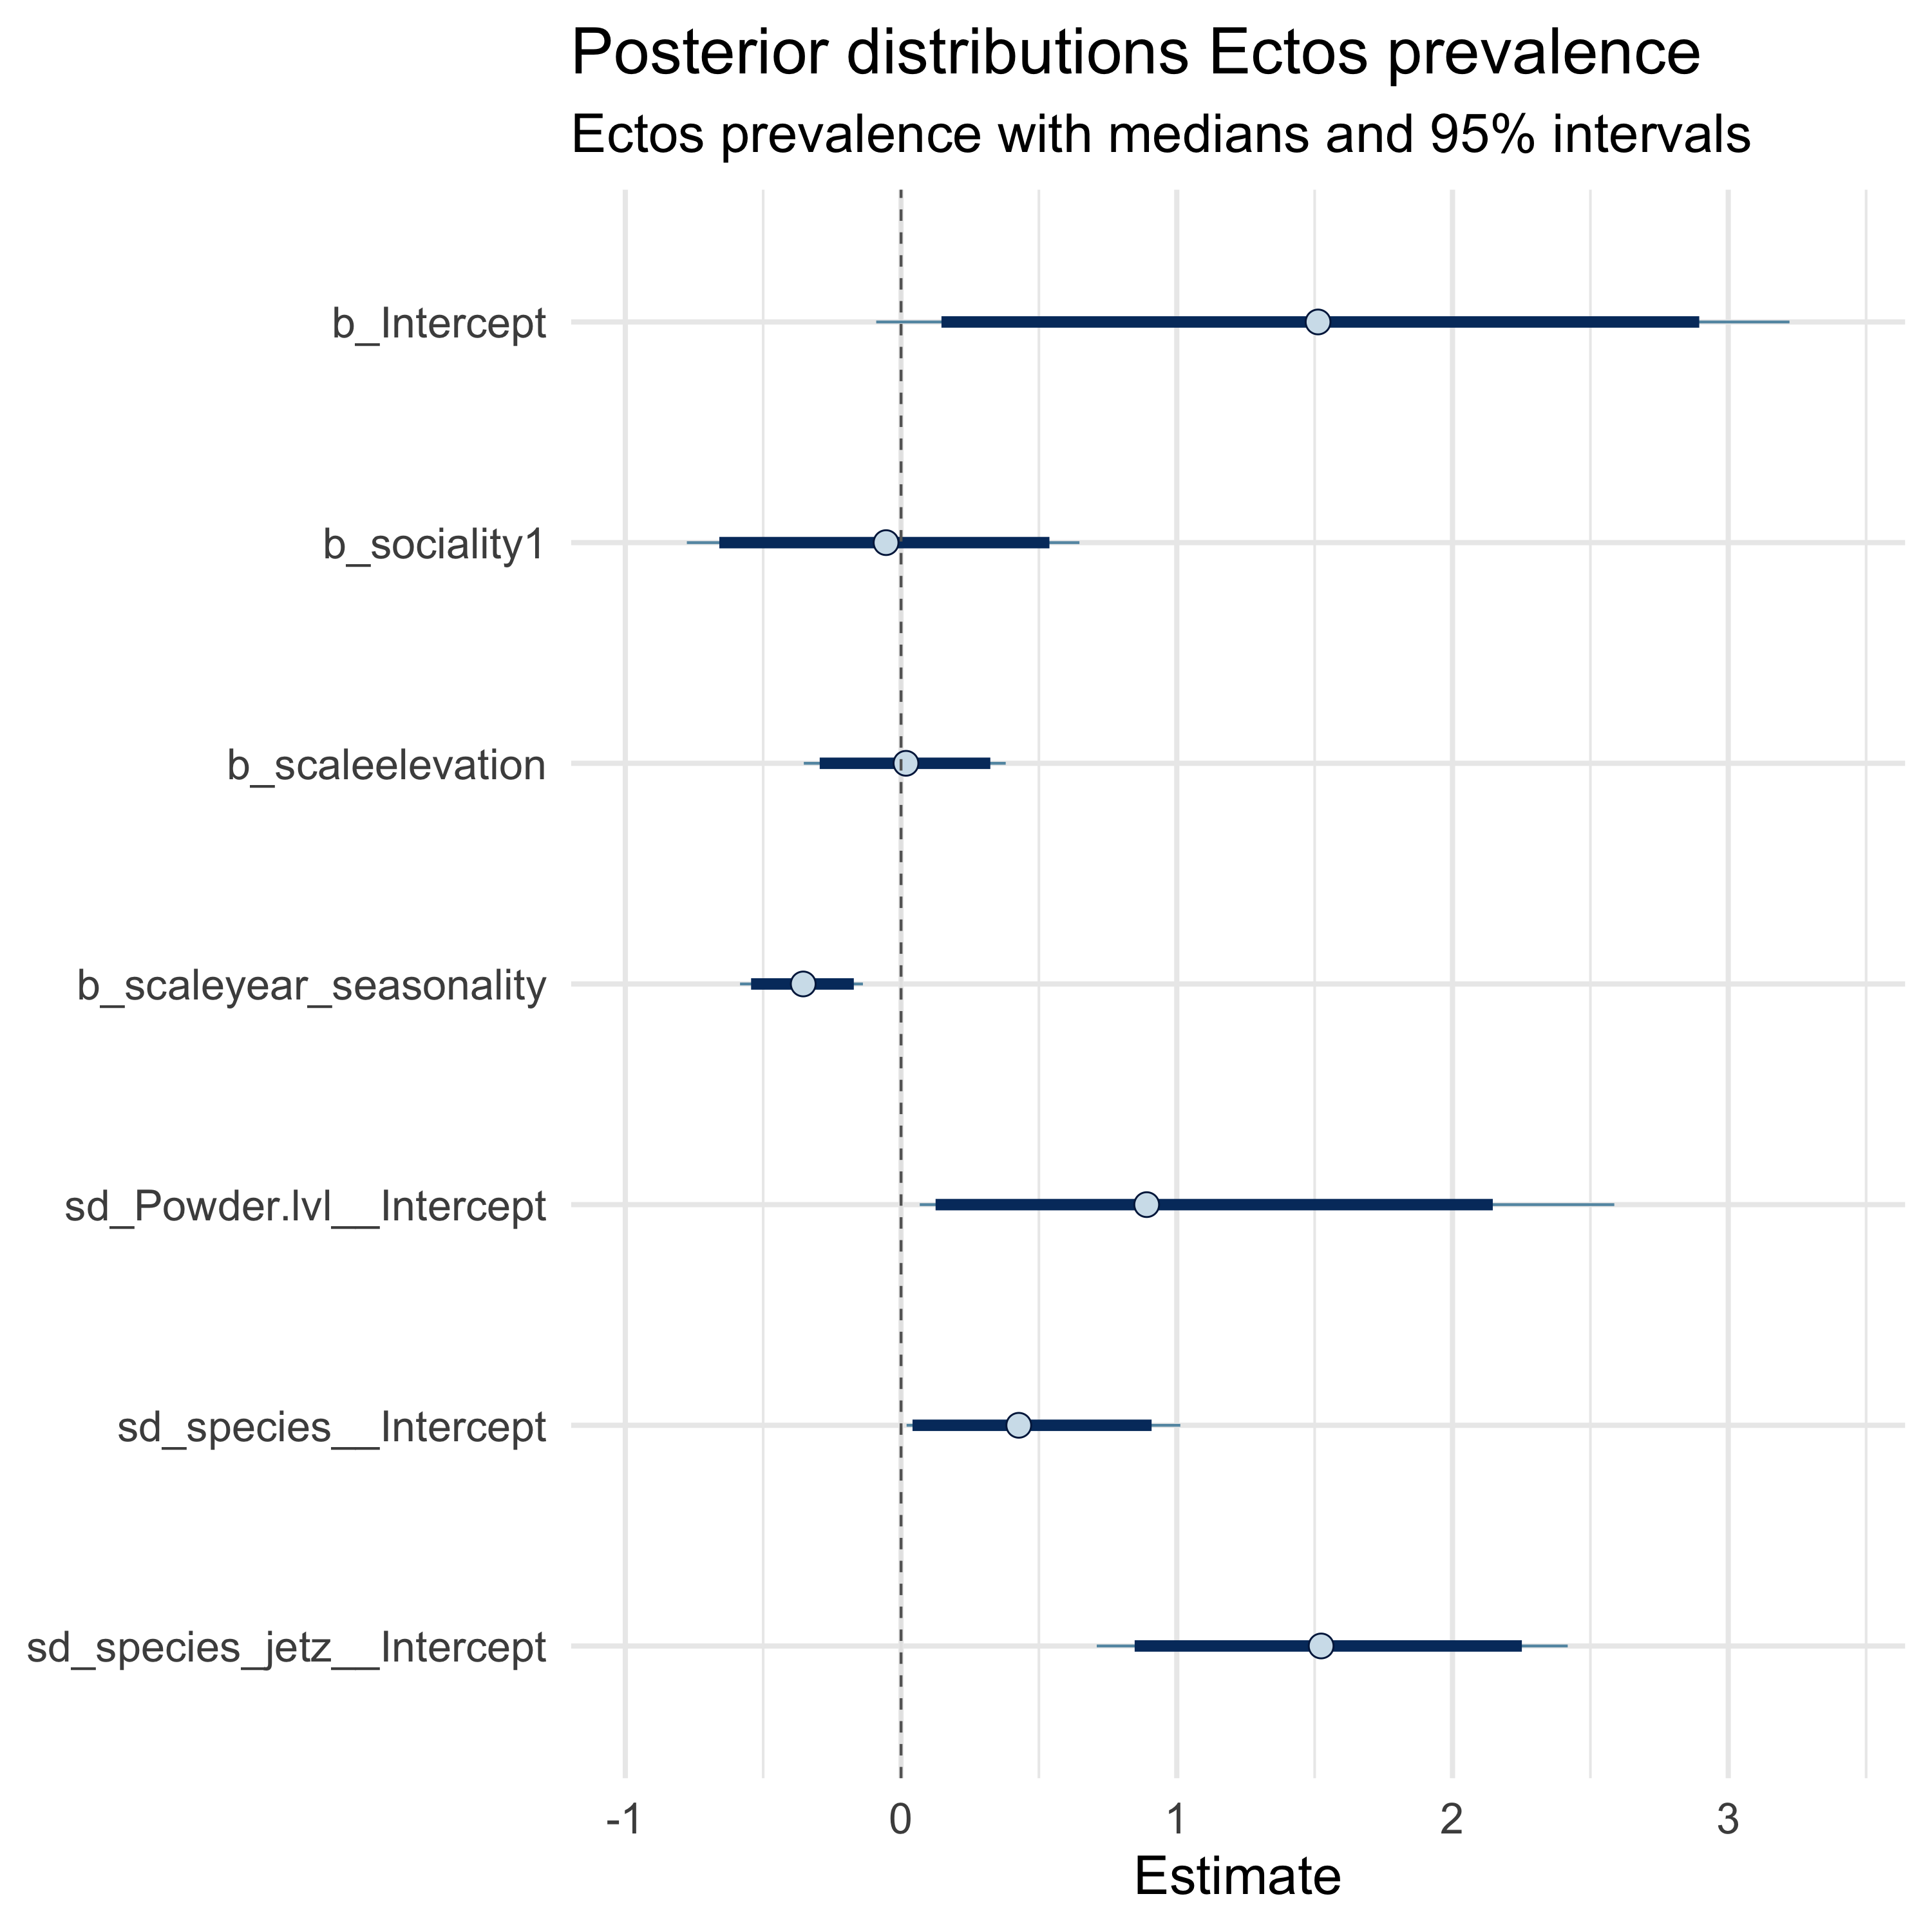 Posterior distributions Ectos prevalence
Ectos prevalence with medians and 95% intervals
b_Intercept
b_sociality1
b_scaleelevation
b_scaleyear_seasonality
sd_Powder.lvl__Intercept
sd_species__Intercept
sd_species_jetz__Intercept
-1 0 1 2 3
Estimate